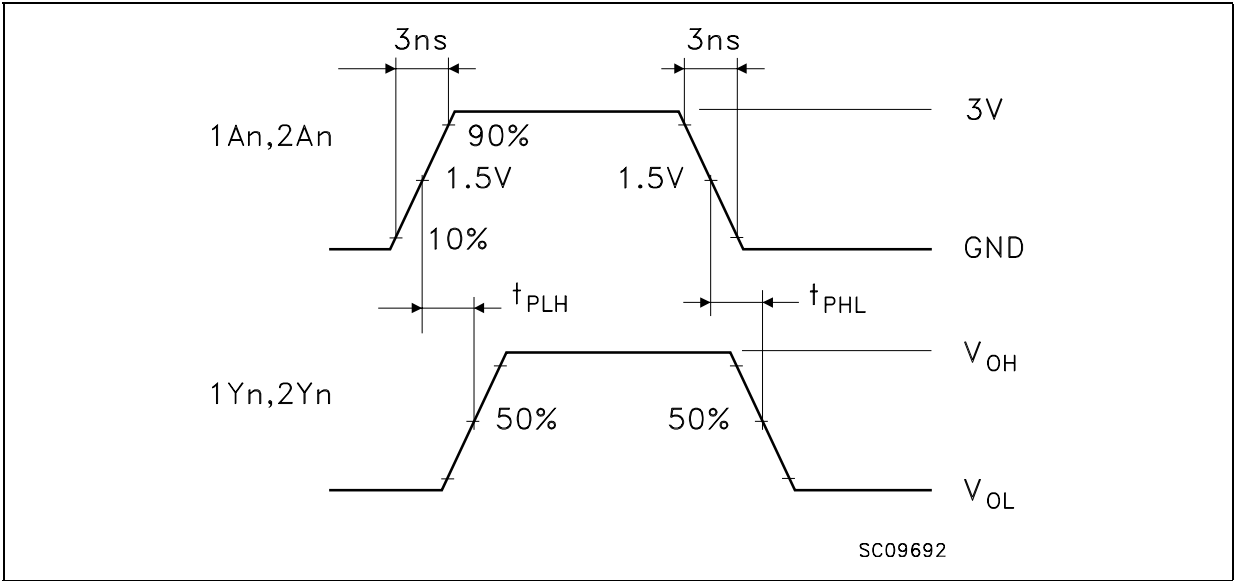 3ns 3ns
3V
1An,2An 90%
1.5V 1.5V
10% GND
tPLH tPHL
VOH
1Yn,2Yn 50% 50%
VOL
SC09692